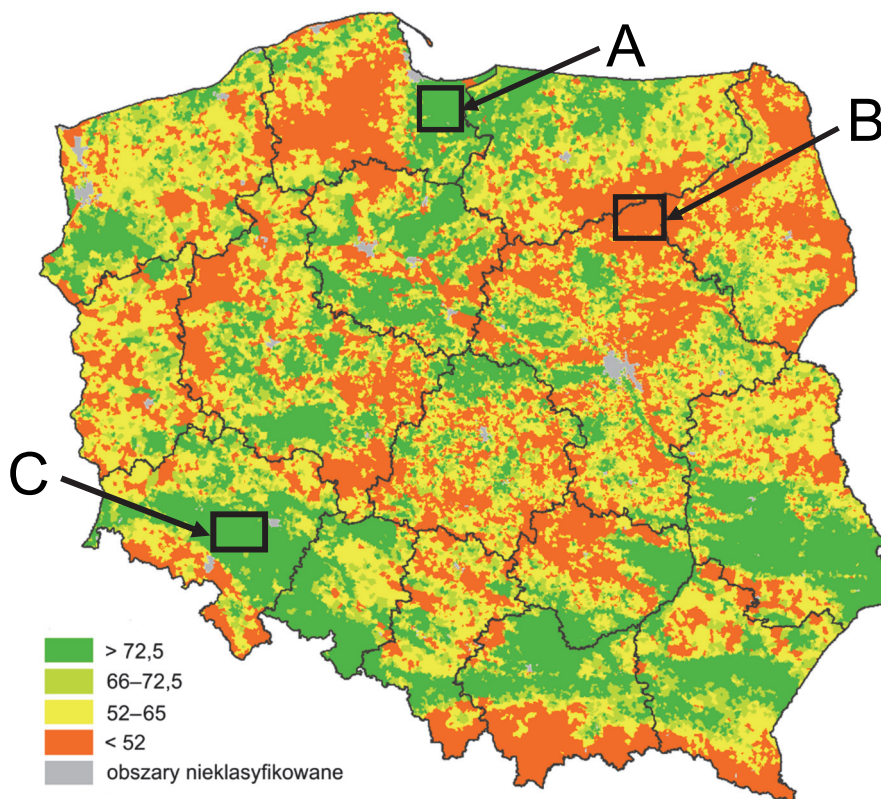 A
B
C
> 72,5
66–72,5
52–65
< 52
obszary nieklasyfikowane